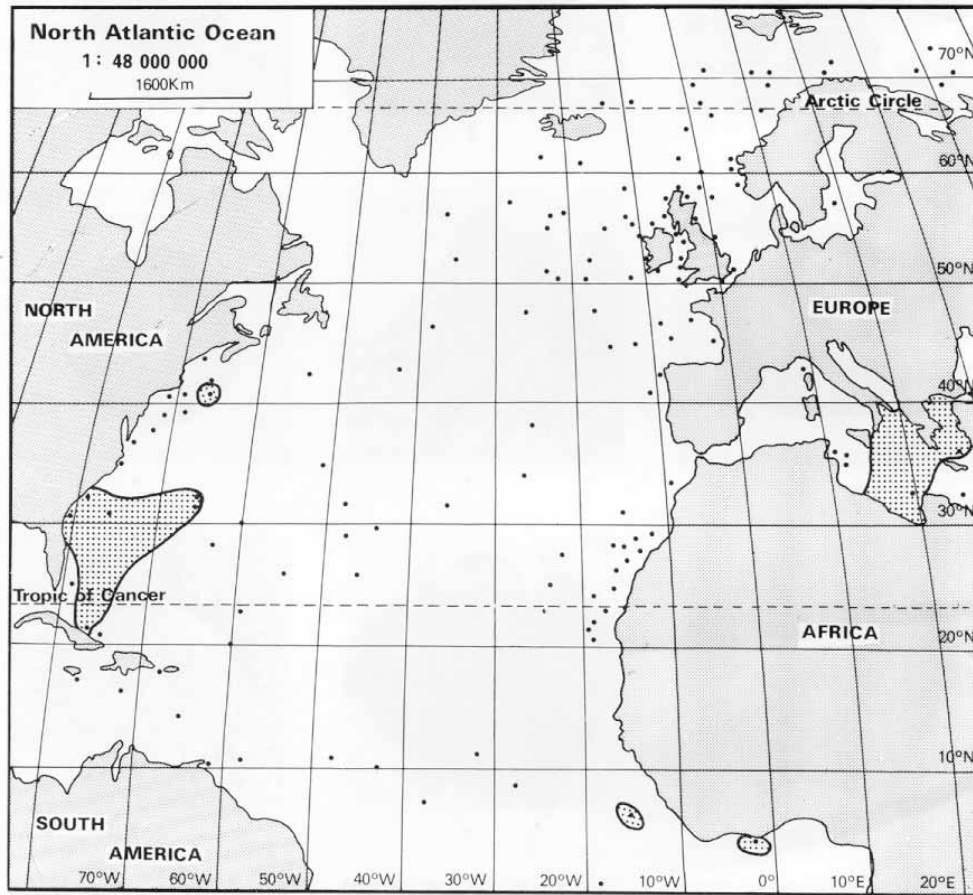 North Atlantic Ocean
1: 48 000 000
1600Km
70°N
Arctic Circle
60°N
50°N
NORTH
AMERICA
EUROPE
40°N
30°N
Tropic of Cancer
AFRICA
20°N
10°N
SOUTH
AMERICA
70°W 60°W 50°W 40°W 30°W 20°W 10°W 0° 10°E 20°E